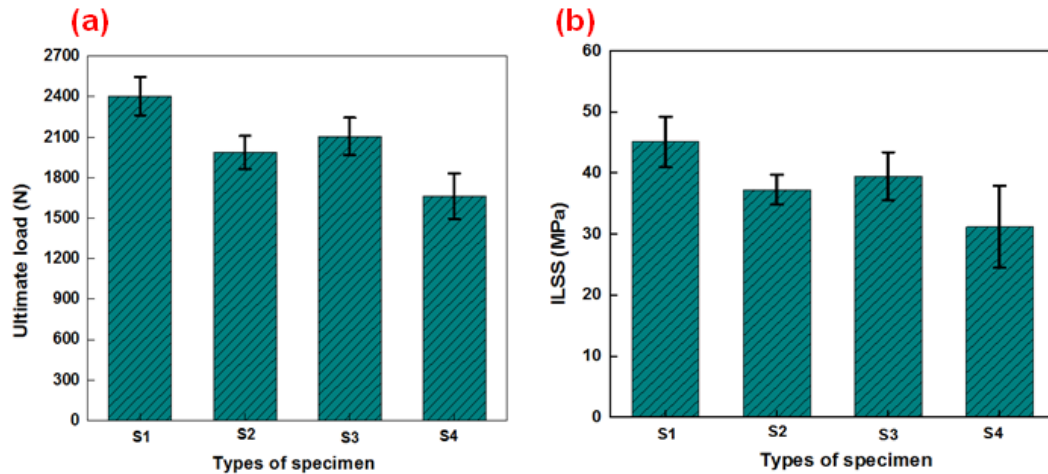 (a)
Ultimate load (N)
2700
2400
2100
1800
1500
1200
900
600
300
0
S1 S2 S3 S4
Types of specimen
(b)
ILSS (MPa)
60
50
40
30
20
10
0
S1 S2 S3 S4
Types of specimen